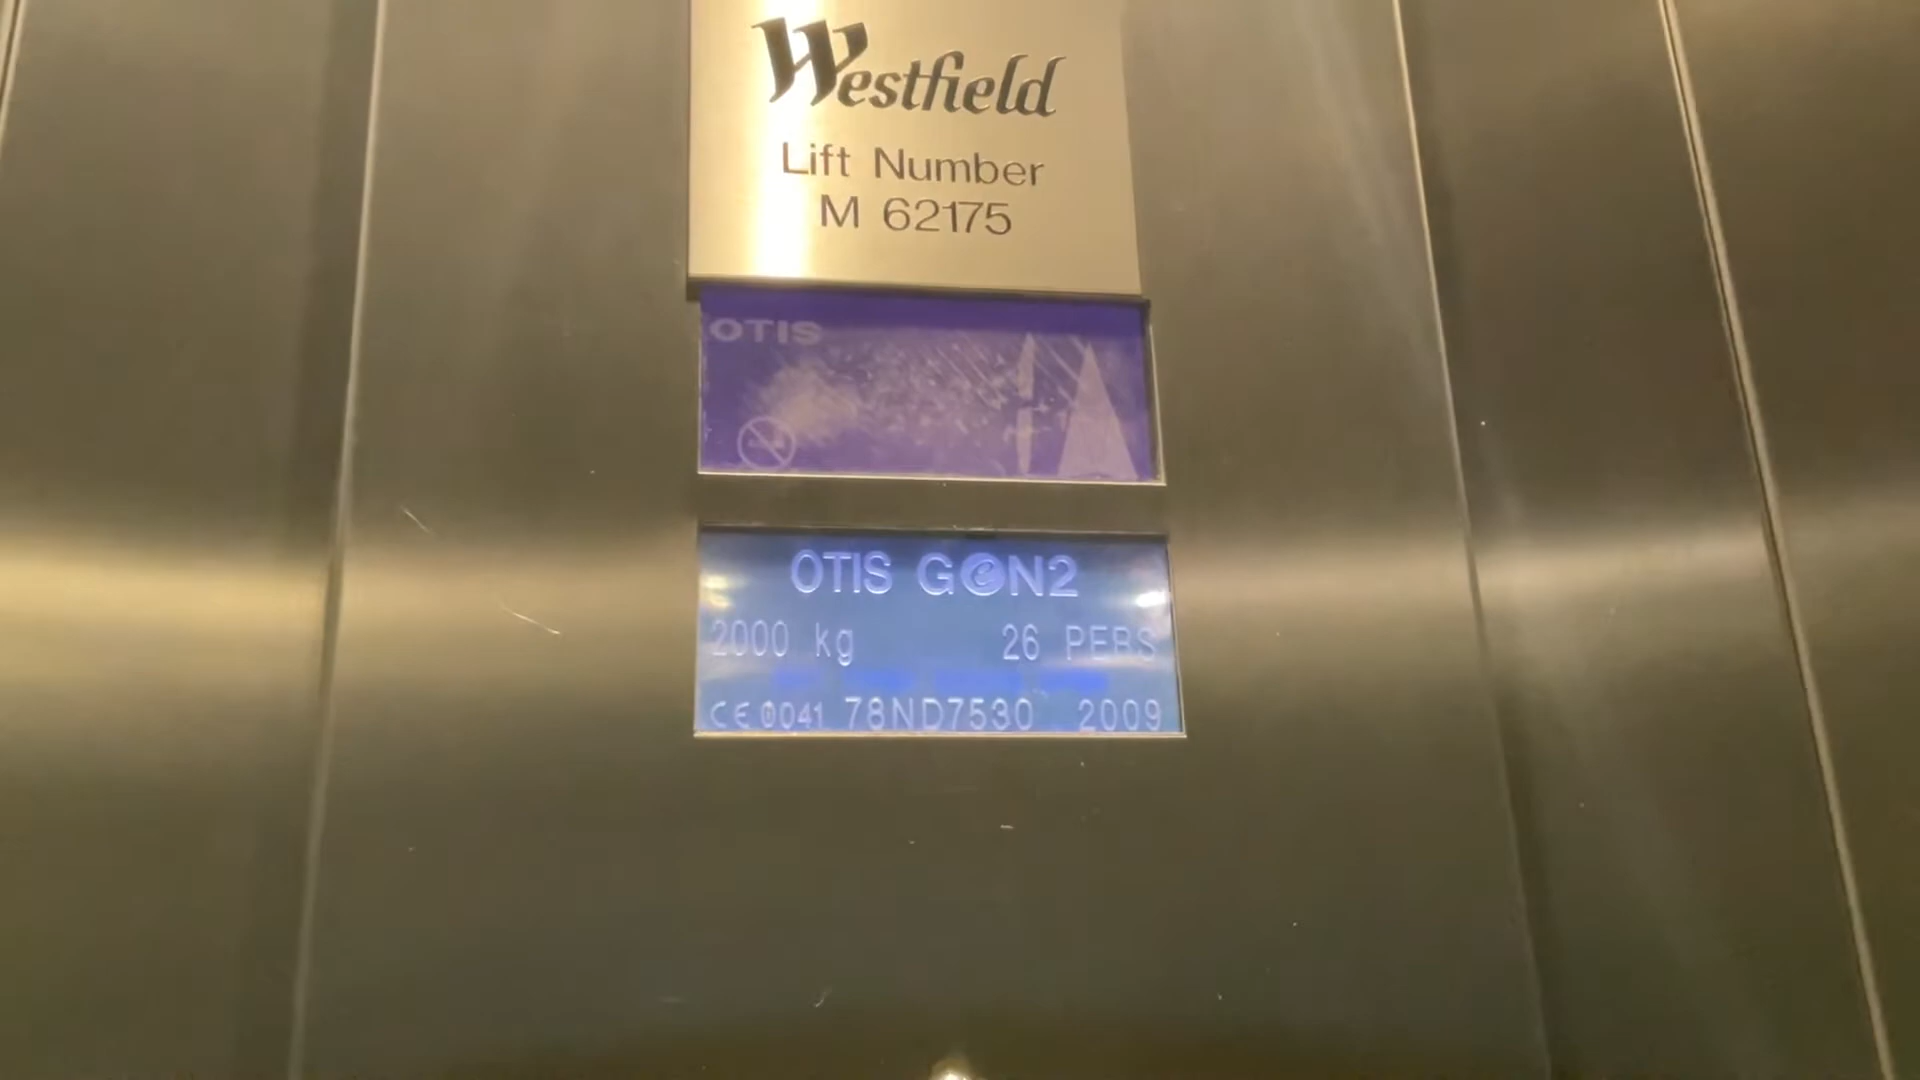 Westfield
Lift Number
M 62175
OTIS
OTIS GeN2
2000 kg 26 PERS
CE 0041 78ND7530 2009